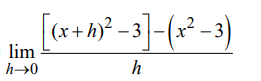 lim h→0 [(x+h)² −3]−(x² −3) / h